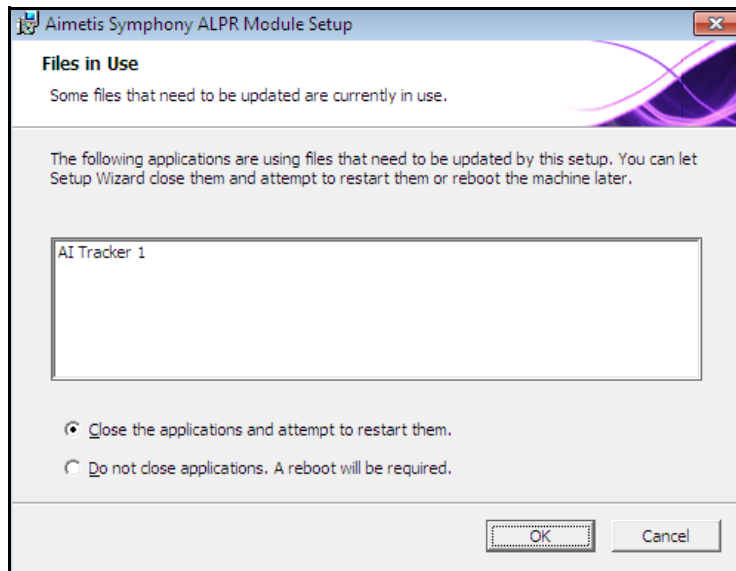 Aimetis Symphony ALPR Module Setup
Files in Use
Some files that need to be updated are currently in use.
The following applications are using files that need to be updated by this setup. You can let
Setup Wizard close them and attempt to restart them or reboot the machine later.
AI Tracker 1
Close the applications and attempt to restart them.
Do not close applications. A reboot will be required.
OK
Cancel